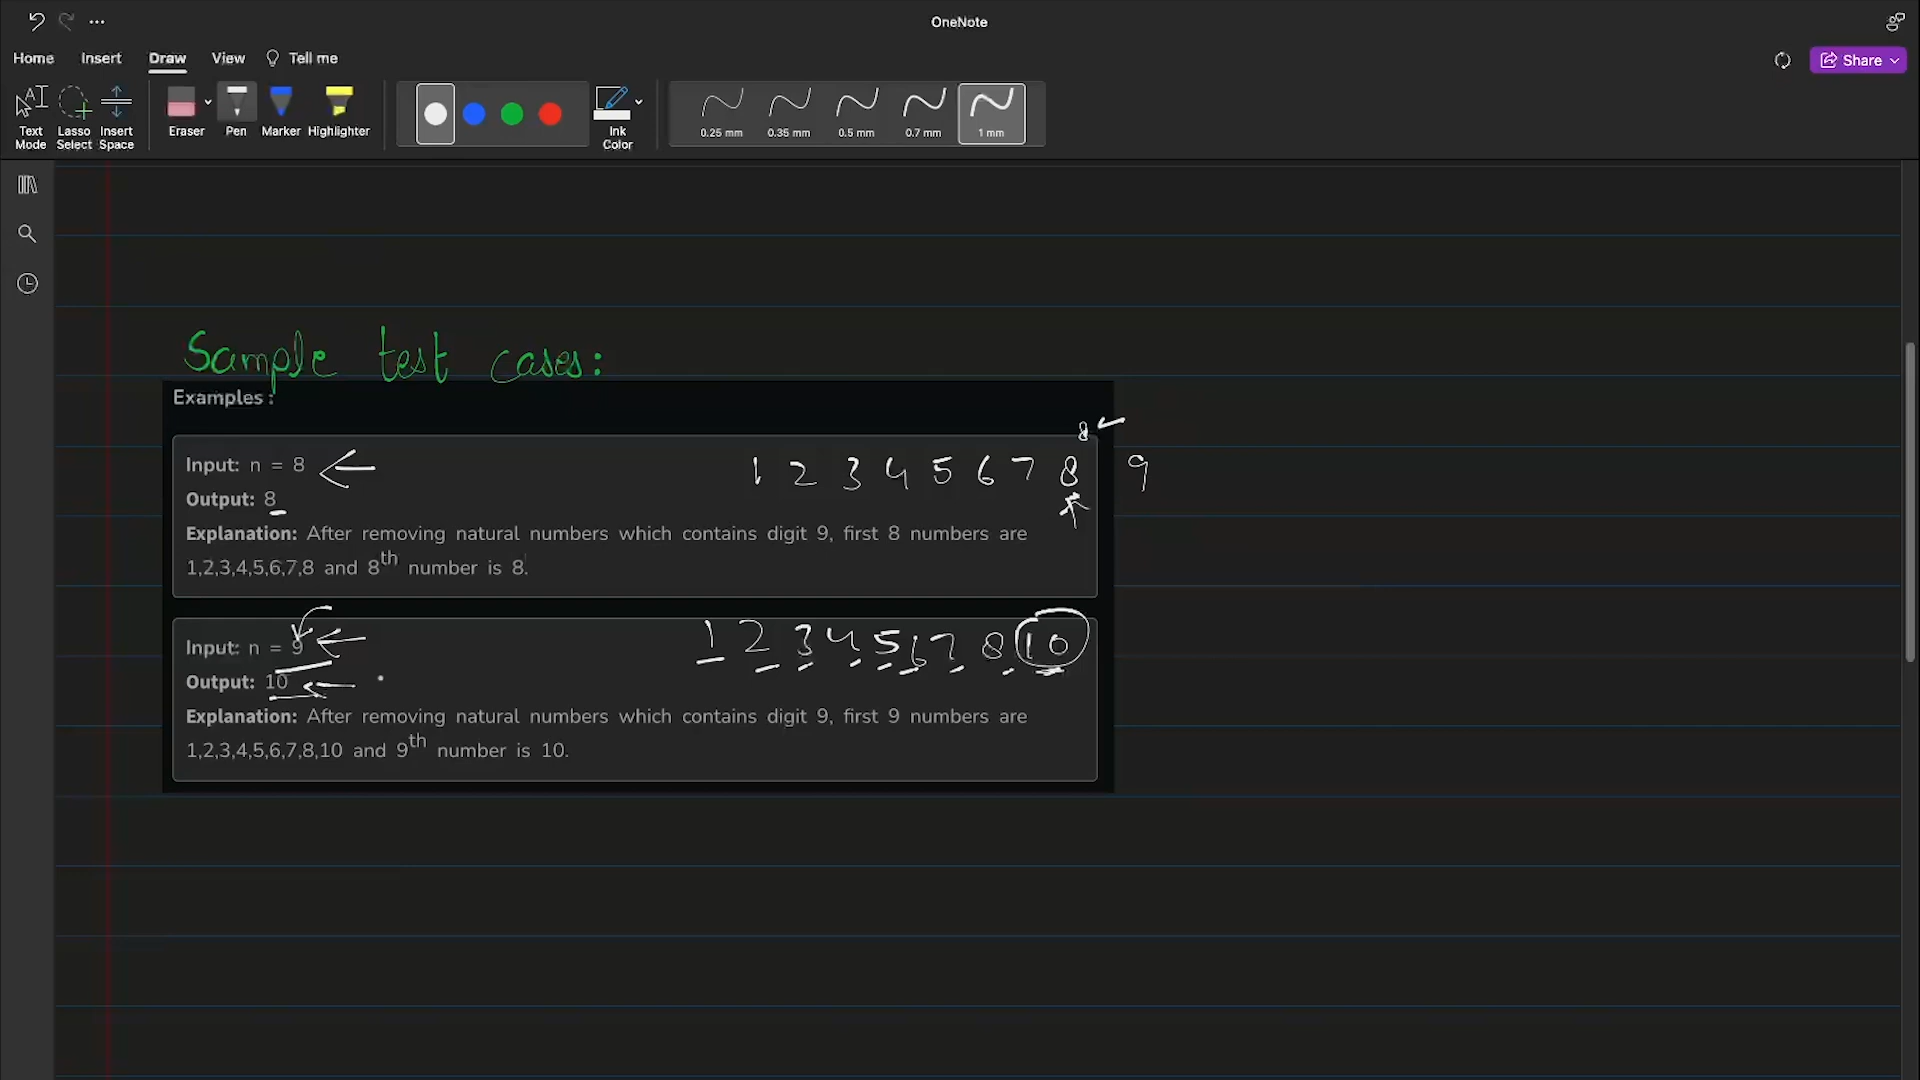 OneNote
Home Insert Draw View Tell me
Share
Text Mode
Lasso Select
Insert Space
Eraser
Pen
Marker
Highlighter
Ink Color
0.25 mm
0.35 mm
0.5 mm
0.7 mm
1 mm
Sample test cases:
Examples :
8
Input: n = 8
1 2 3 4 5 6 7 8 9
Output: 8
Explanation: After removing natural numbers which contains digit 9, first 8 numbers are
1,2,3,4,5,6,7,8 and 8th number is 8.
Input: n = 9
1 2 3 4 5 6 7 8 10
Output: 10
Explanation: After removing natural numbers which contains digit 9, first 9 numbers are
1,2,3,4,5,6,7,8,10 and 9th number is 10.